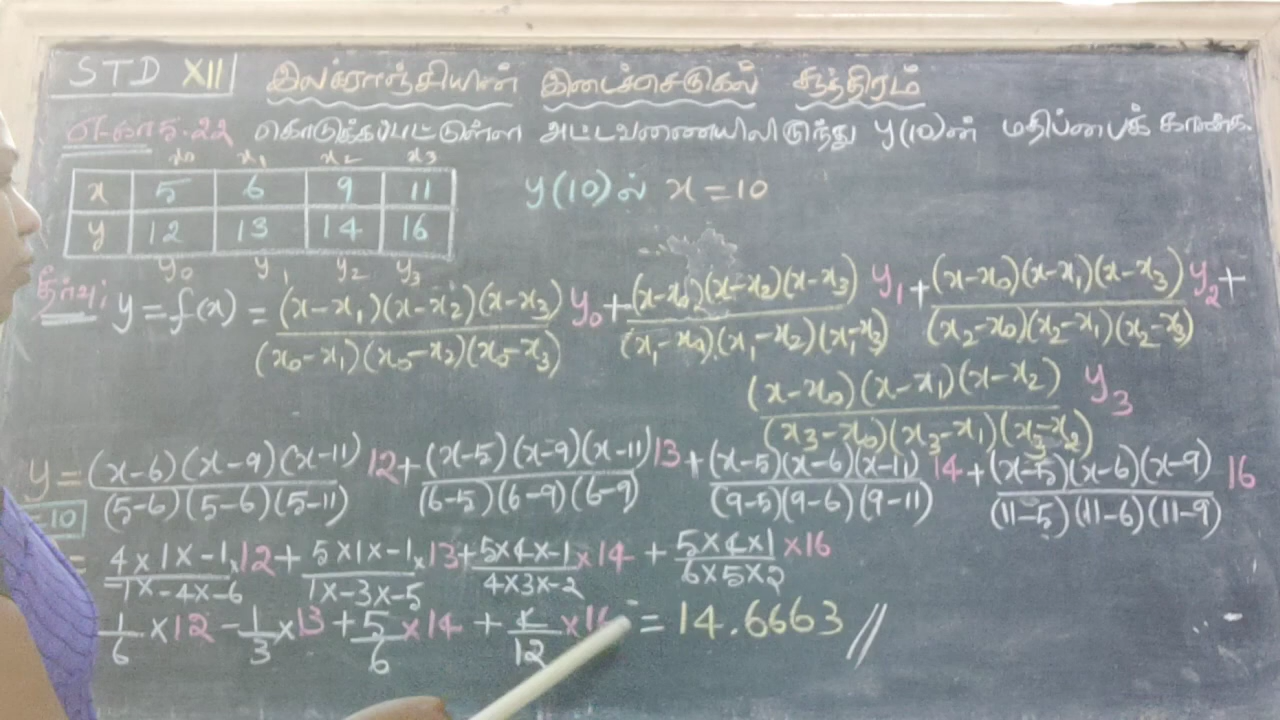 STD XII இலக்ராஞ்சியின் இடைச்செருகல் சூத்திரம்
எ.கா 5.22 கொடுக்கப்பட்டுள்ள அட்டவணையிலிருந்து y(10)ன் மதிப்பைக் காண்க.
x₀ x₁ x₂ x₃
x 5 6 9 11 y(10)ல் x = 10
y 12 13 14 16
y₀ y₁ y₂ y₃
தீர்வு: y = f(x) = (x-x₁)(x-x₂)(x-x₃)/(x₀-x₁)(x₀-x₂)(x₀-x₃) y₀ + (x-x₀)(x-x₂)(x-x₃)/(x₁-x₀)(x₁-x₂)(x₁-x₃) y₁ + (x-x₀)(x-x₁)(x-x₃)/(x₂-x₀)(x₂-x₁)(x₂-x₃) y₂ +
(x-x₀)(x-x₁)(x-x₂)/(x₃-x₀)(x₃-x₁)(x₃-x₂) y₃
y = (x-6)(x-9)(x-11)/(5-6)(5-6)(5-11) 12 + (x-5)(x-9)(x-11)/(6-5)(6-9)(6-9) 13 + (x-5)(x-6)(x-11)/(9-5)(9-6)(9-11) 14 + (x-5)(x-6)(x-9)/(11-5)(11-6)(11-9) 16
=10
= 4×1×-1/-1×-4×-6 ×12 + 5×1×-1/1×-3×-5 ×13 + 5×4×-1/4×3×-2 ×14 + 5×4×1/6×5×2 ×16
1/6 ×12 - 1/3 ×13 + 5/6 ×14 + /12 ×16 = 14.6663 //